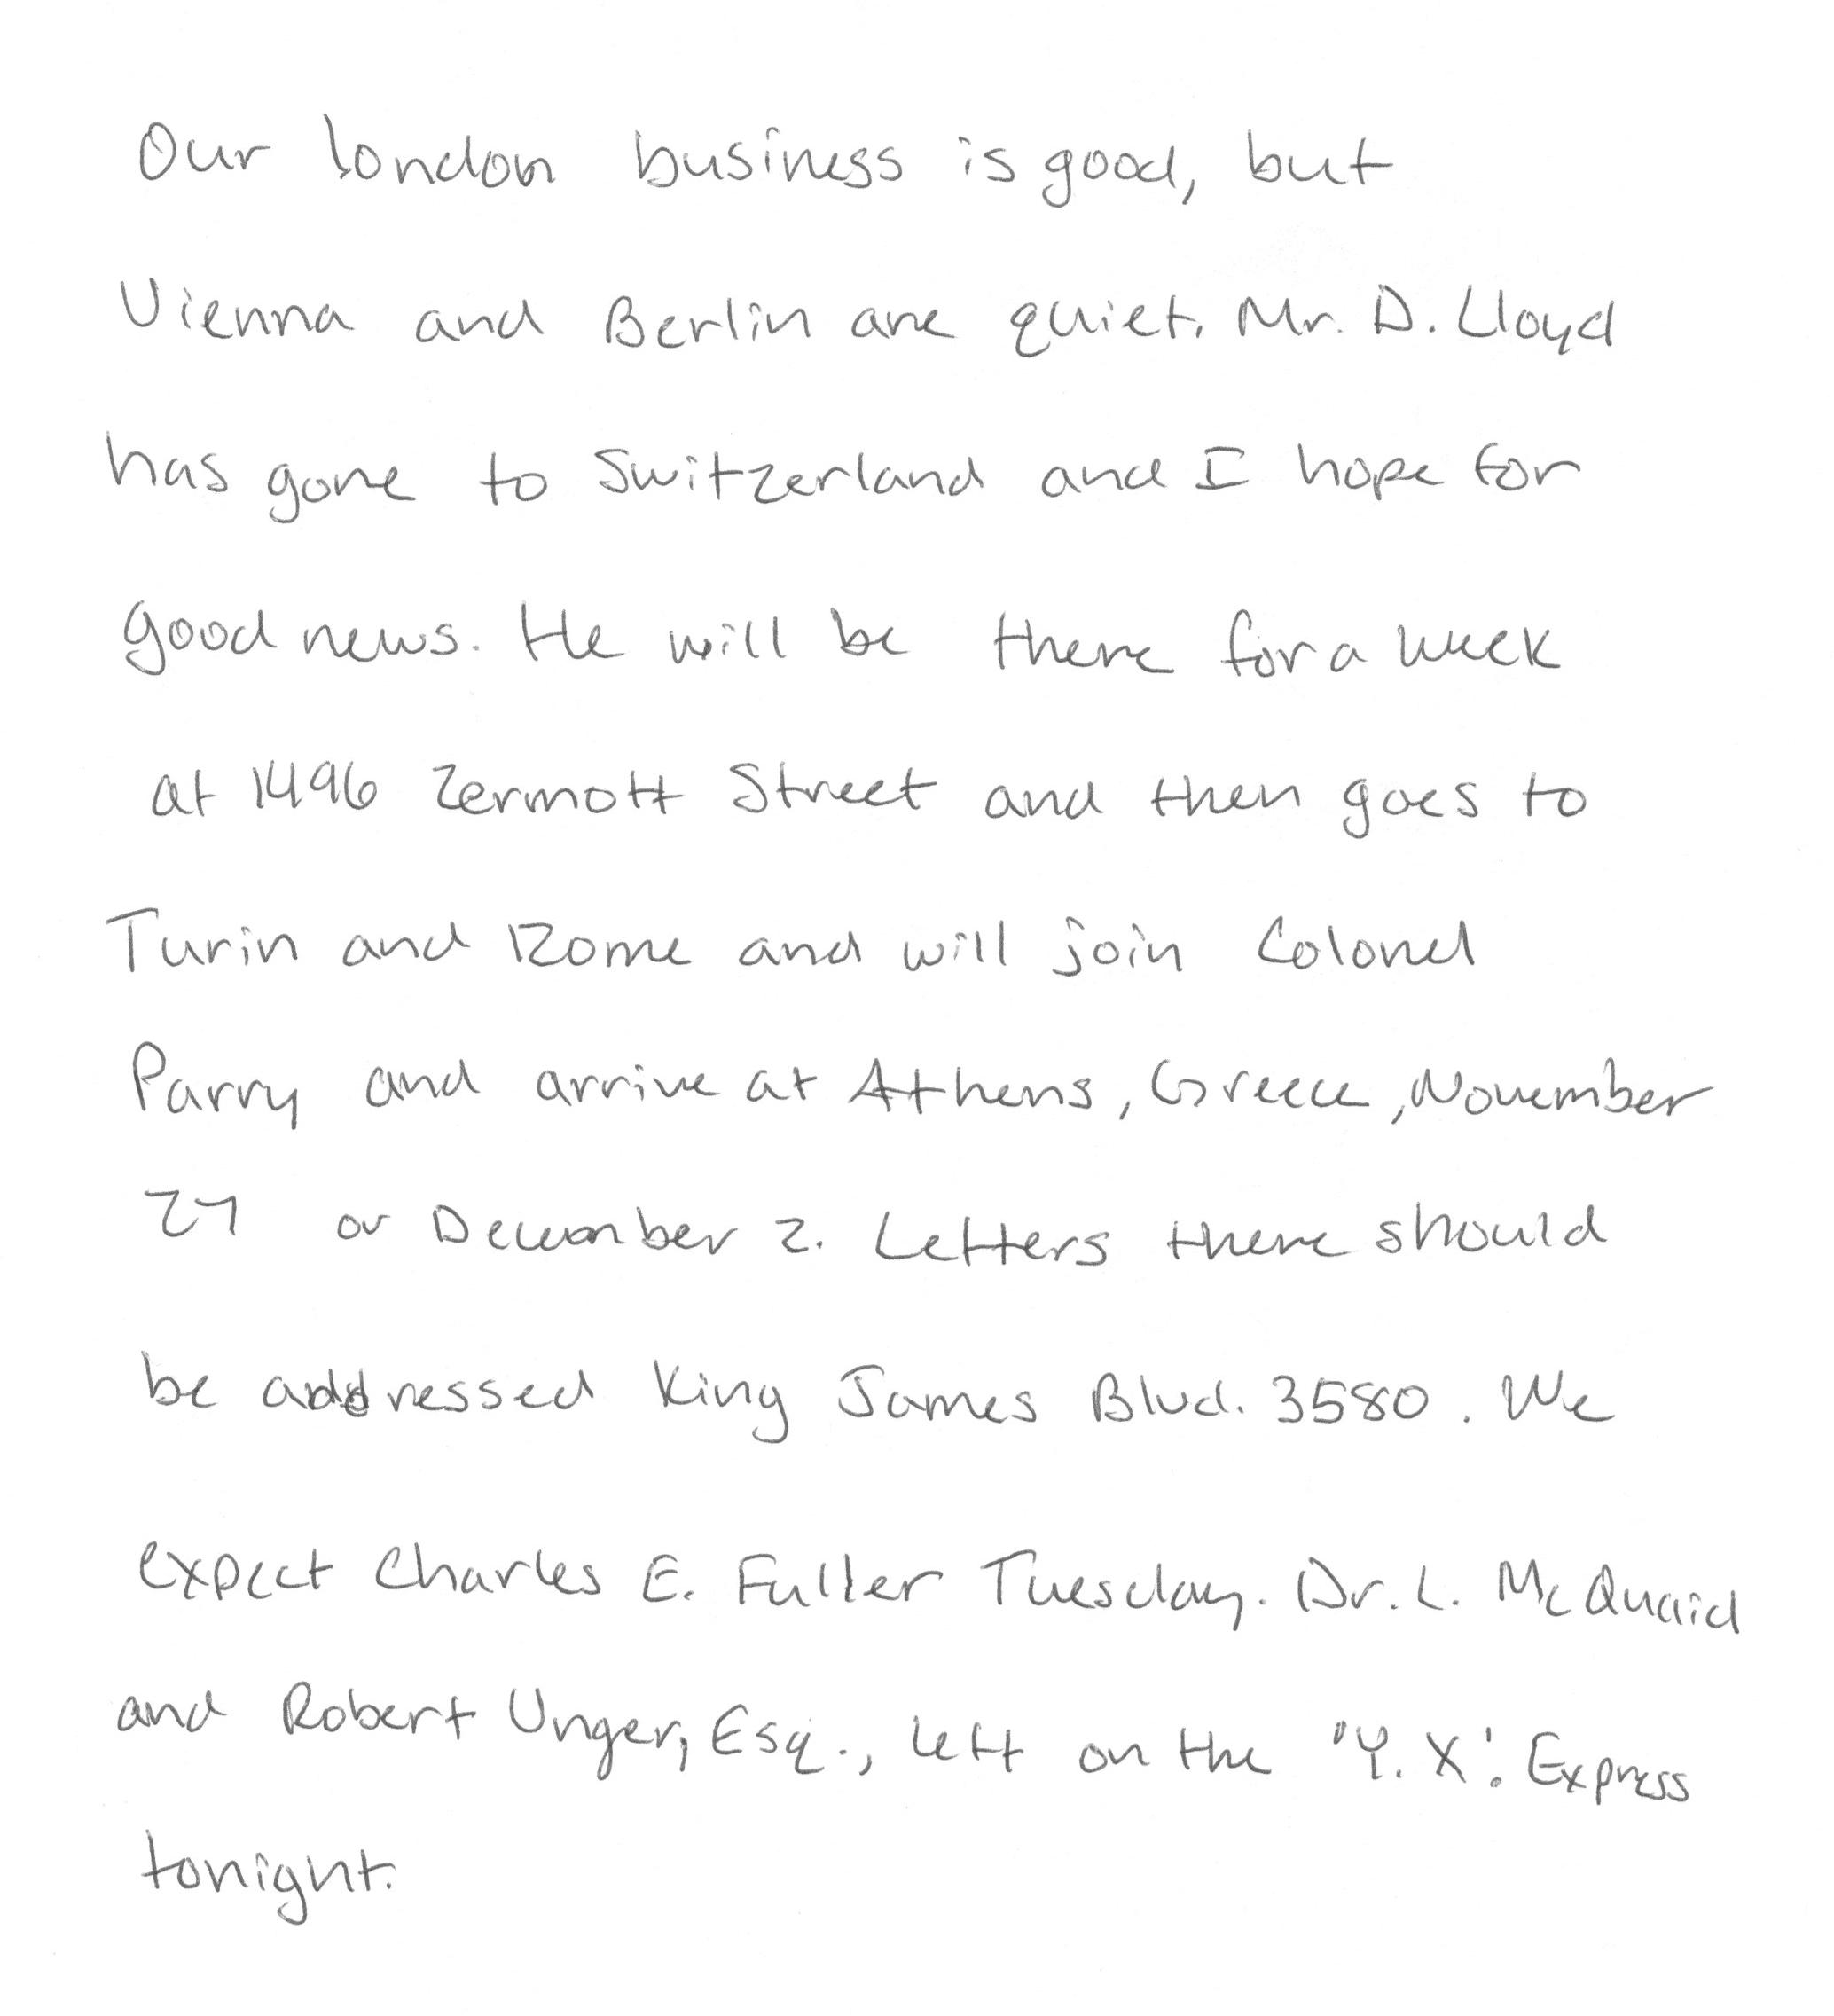 Our London business is good, but
Vienna and Berlin are quiet. Mr. D. Lloyd
has gone to Switzerland and I hope for
good news. He will be there for a week
at 1496 Zermott Street and then goes to
Turin and Rome and will join Colonel
Parry and arrive at Athens, Greece, November
27 or December 2. Letters there should
be addressed King James Blvd. 3580. We
expect Charles E. Fuller Tuesday. Dr. L. McQuaid
and Robert Unger, Esq., left on the 'Y. X.' Express
tonight.